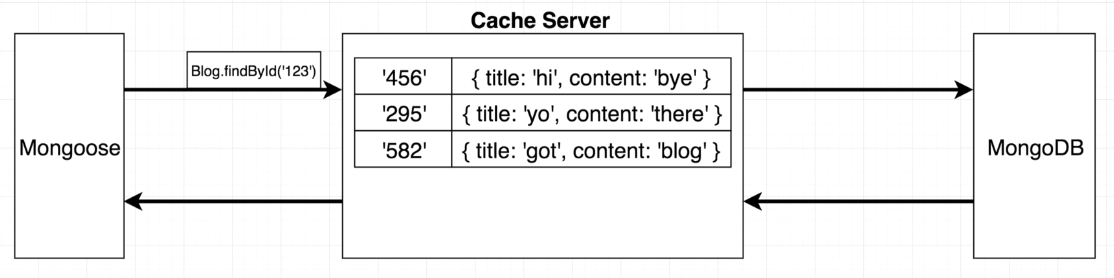 Cache Server
Blog.findById('123')
'456' { title: 'hi', content: 'bye' }
'295' { title: 'yo', content: 'there' }
'582' { title: 'got', content: 'blog' }
Mongoose
MongoDB